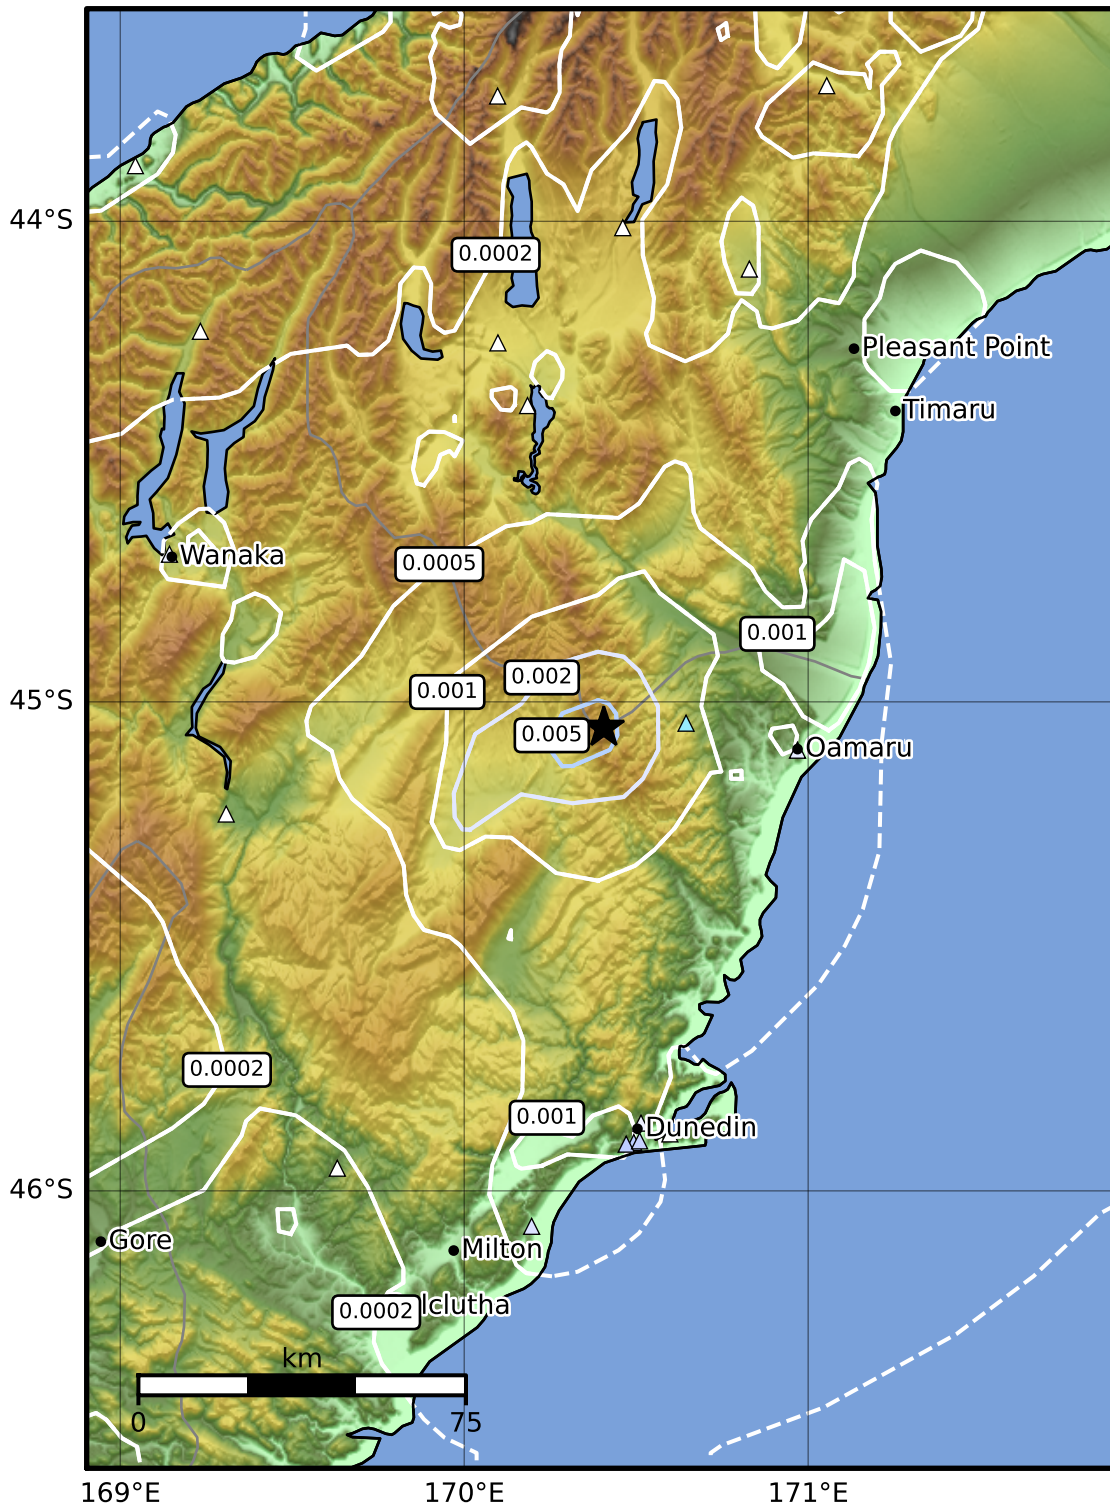 44°S
0.0002
Pleasant Point
Timaru
Wanaka
0.0005
0.001
0.002
0.001
45°S
0.005
Oamaru
0.0002
0.001
Dunedin
46°S
Gore
Milton
0.0002
lclutha
km
0
75
169°E
170°E
171°E